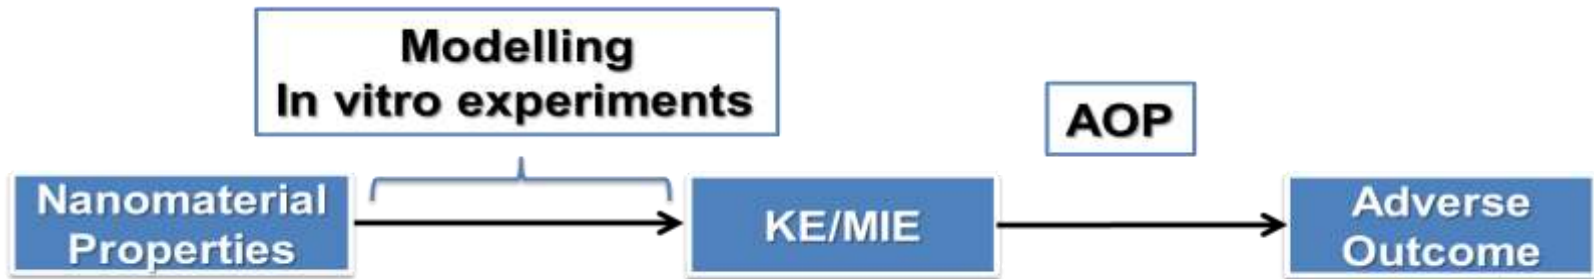 Modelling
In vitro experiments
AOP
Nanomaterial
Properties
KE/MIE
Adverse
Outcome